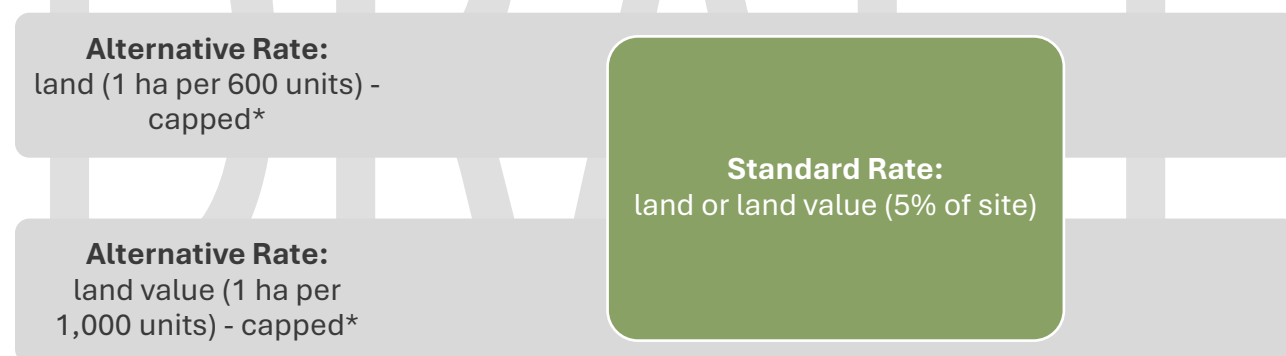 Alternative Rate:
land (1 ha per 600 units) -
capped*
Standard Rate:
land or land value (5% of site)
Alternative Rate:
land value (1 ha per
1,000 units) - capped*